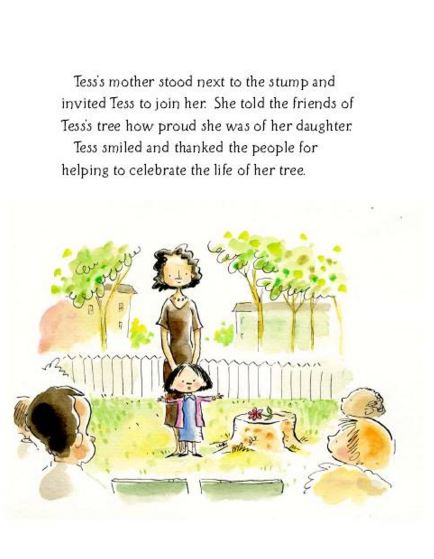 Tess's mother stood next to the stump and
invited Tess to join her. She told the friends of
Tess's tree how proud she was of her daughter.
Tess smiled and thanked the people for
helping to celebrate the life of her tree.